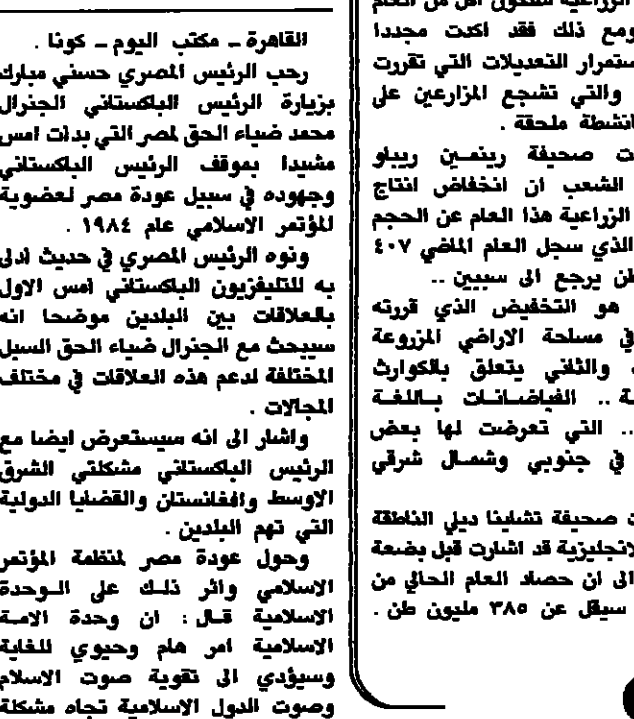 الزراعية ستكون اقل من العام
ومع ذلك فقد اكدت مجددا
ستمرار التعديلات التي تقررت
والتي تشجع المزارعين على
انشطة ملحقة .
ت صحيفة رينمين ريباو
الشعب ان انخفاض انتاج
الزراعية هذا العام عن الحجم
الذي سجل العام الماضي ٤٠٧
طن يرجع الى سببين ..
هو التخفيض الذي قررته
في مساحة الاراضي المزروعة
والثاني يتعلق بالكوارث
ة .. الفياضانات باللغة
.. التي تعرضت لها بعض
في جنوبي وشمال شرقي
ت صحيفة تشاينا ديلي الناطقة
لانجليزية قد اشارت قبل بضعة
الى ان حصاد العام الحالي من
سيقل عن ٣٨٥ مليون طن .
القاهرة ــ مكتب اليوم ــ كونا .
رحب الرئيس المصري حسني مبارك
بزيارة الرئيس الباكستاني الجنرال
محمد ضياء الحق لمصر التي بدات امس
مشيدا بموقف الرئيس الباكستاني
وجهوده في سبيل عودة مصر لعضوية
المؤتمر الاسلامي عام ١٩٨٤ .
ونوه الرئيس المصري في حديث ادلى
به للتليفزيون الباكستاني امس الاول
بالعلاقات بين البلدين موضحا انه
سيبحث مع الجنرال ضياء الحق السبل
المختلفة لدعم هذه العلاقات في مختلف
المجالات .
واشار الى انه سيستعرض ايضا مع
الرئيس الباكستاني مشكلتي الشرق
الاوسط وافغانستان والقضايا الدولية
التي تهم البلدين .
وحول عودة مصر لمنظمة المؤتمر
الاسلامي واثر ذلك على الوحدة
الاسلامية قال : ان وحدة الامة
الاسلامية امر هام وحيوي للغاية
وسيؤدي الى تقوية صوت الاسلام
وصوت الدول الاسلامية تجاه مشكلة